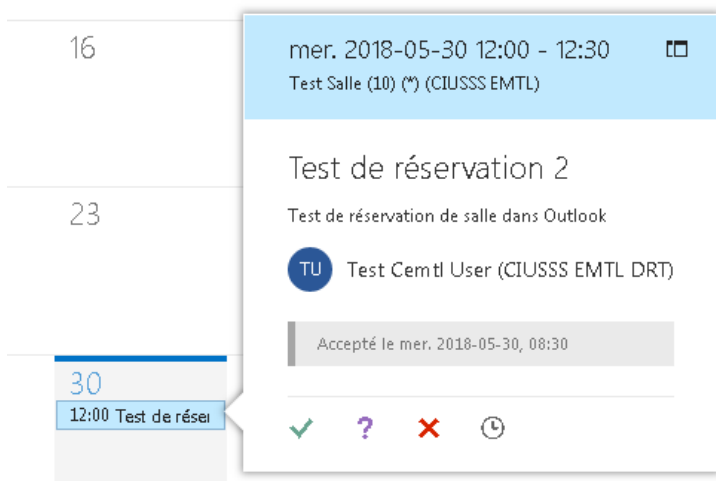 16
mer. 2018-05-30 12:00 - 12:30
Test Salle (10) (*) (CIUSSS EMTL)
Test de réservation 2
23
Test de réservation de salle dans Outlook
TU
Test Cemtl User (CIUSSS EMTL DRT)
Accepté le mer. 2018-05-30, 08:30
30
12:00 Test de réser
?